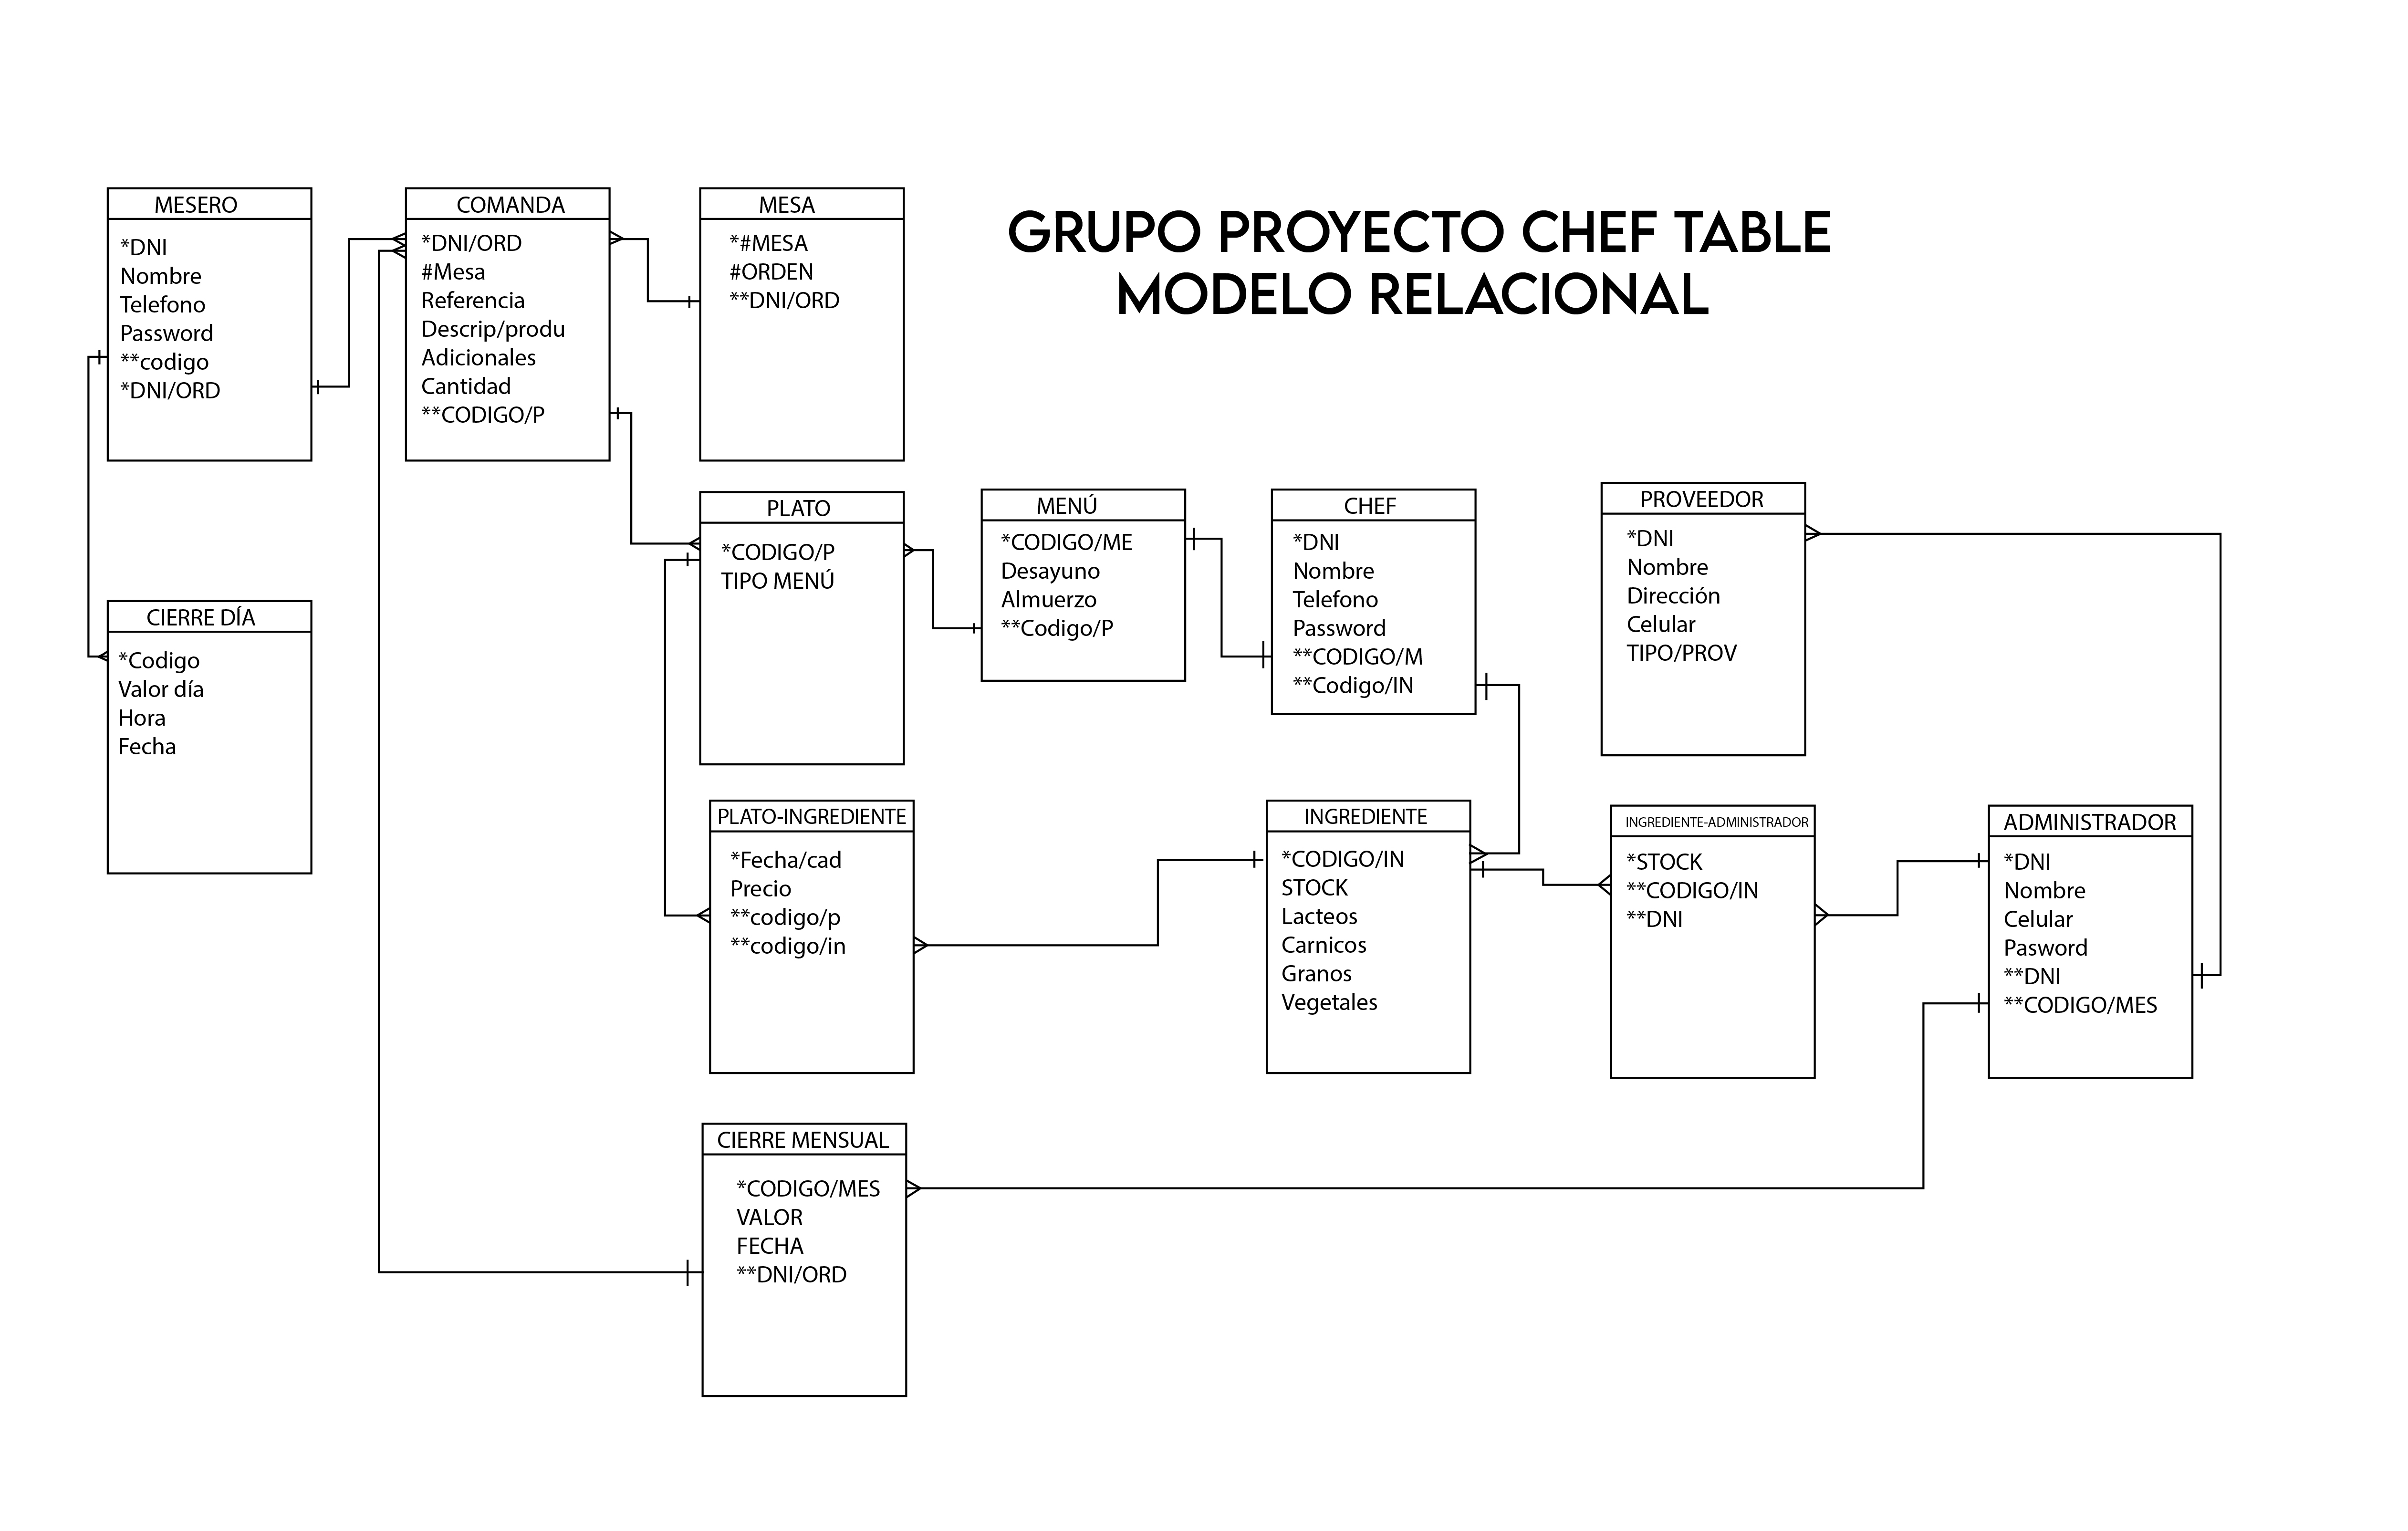 GRUPO PROYECTO CHEF TABLE
MODELO RELACIONAL
MESERO
*DNI
Nombre
Telefono
Password
**codigo
*DNI/ORD
COMANDA
*DNI/ORD
#Mesa
Referencia
Descrip/produ
Adicionales
Cantidad
**CODIGO/P
MESA
*#MESA
#ORDEN
**DNI/ORD
CIERRE DÍA
*Codigo
Valor día
Hora
Fecha
PLATO
*CODIGO/P
TIPO MENÚ
MENÚ
*CODIGO/ME
Desayuno
Almuerzo
**Codigo/P
CHEF
*DNI
Nombre
Telefono
Password
**CODIGO/M
**Codigo/IN
PROVEEDOR
*DNI
Nombre
Dirección
Celular
TIPO/PROV
PLATO-INGREDIENTE
*Fecha/cad
Precio
**codigo/p
**codigo/in
INGREDIENTE
*CODIGO/IN
STOCK
Lacteos
Carnicos
Granos
Vegetales
INGREDIENTE-ADMINISTRADOR
*STOCK
**CODIGO/IN
**DNI
ADMINISTRADOR
*DNI
Nombre
Celular
Pasword
**DNI
**CODIGO/MES
CIERRE MENSUAL
*CODIGO/MES
VALOR
FECHA
**DNI/ORD